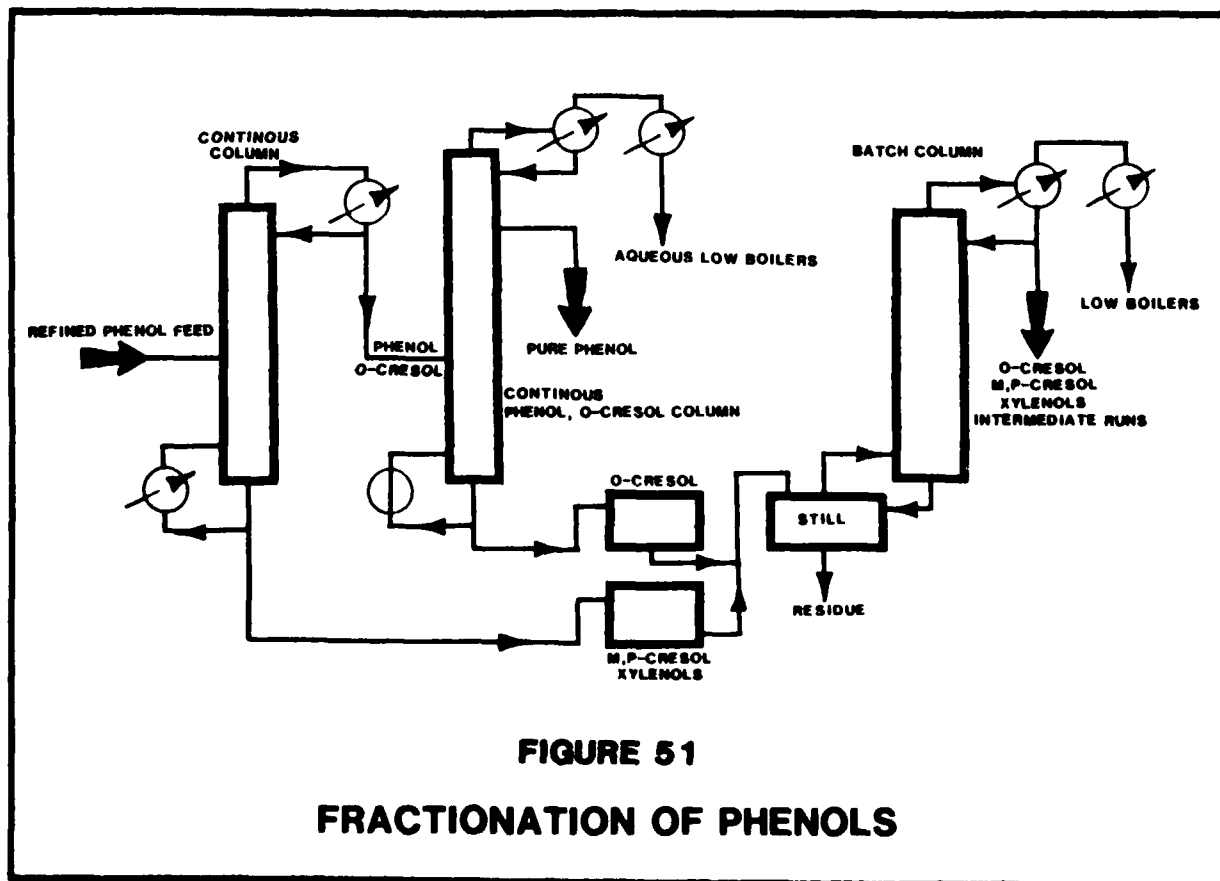 CONTINOUS
COLUMN
BATCH COLUMN
AQUEOUS LOW BOILERS
LOW BOILERS
REFINED PHENOL FEED
PHENOL
O-CRESOL
PURE PHENOL
O-CRESOL
M,P-CRESOL
XYLENOLS
INTERMEDIATE RUNS
CONTINOUS
PHENOL, O-CRESOL COLUMN
O-CRESOL
STILL
RESIDUE
M,P-CRESOL
XYLENOLS
FIGURE 51
FRACTIONATION OF PHENOLS